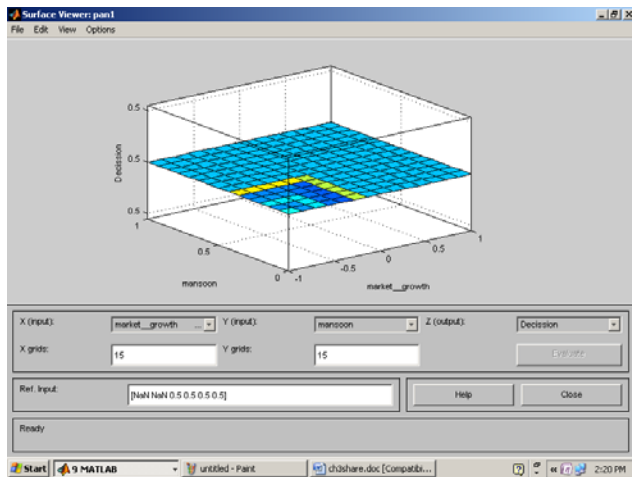 Surface Viewer: pan1
File Edit View Options
0.5
0.5
0.5
Decission
1
0.5
0
monsoon
-1
-0.5
0
0.5
1
market__growth
X (input): market__growth ... Y (input): monsoon Z (output): Decission
X grids: 15 Y grids: 15 Evaluate
Ref. Input: [NaN NaN 0.5 0.5 0.5 0.5] Help Close
Ready
Start 9 MATLAB untitled - Paint ch3share.doc [Compatibi... 2:20 PM